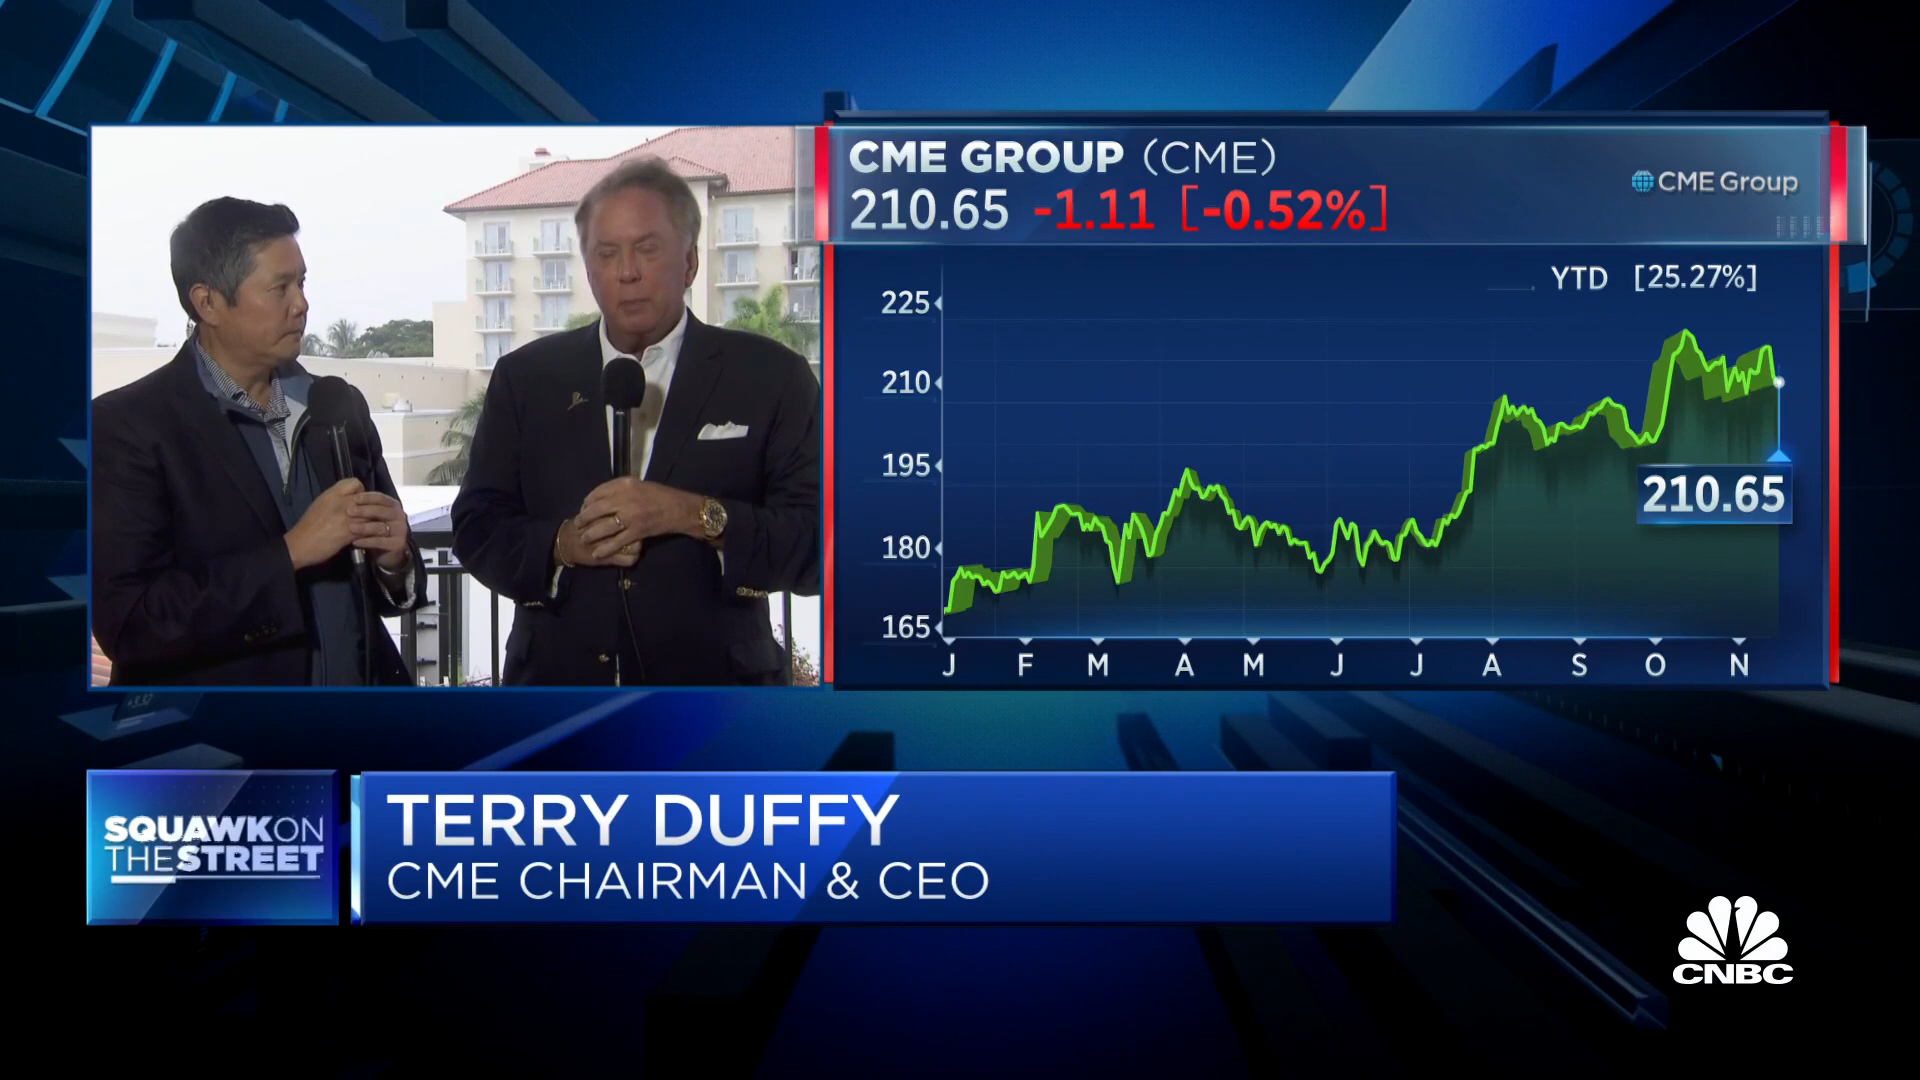 CME GROUP (CME)
210.65 -1.11 [-0.52%]
CME Group
YTD [25.27%]
225
210
195
180
165
210.65
J F M A M J J A S O N
SQUAWK ON
THE STREET
TERRY DUFFY
CME CHAIRMAN & CEO
CNBC